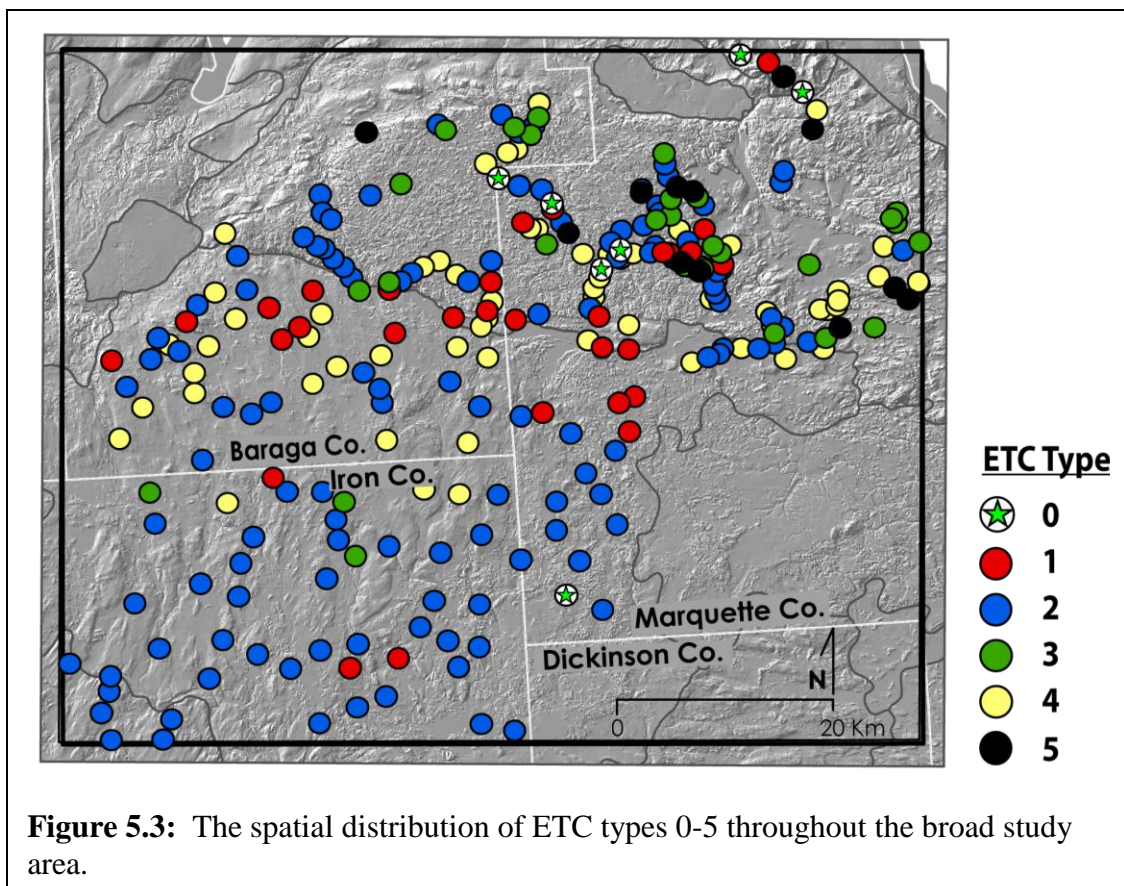 Baraga Co.
Iron Co.
Marquette Co.
Dickinson Co.
N
0 20 Km
ETC Type
0
1
2
3
4
5
Figure 5.3: The spatial distribution of ETC types 0-5 throughout the broad study
area.